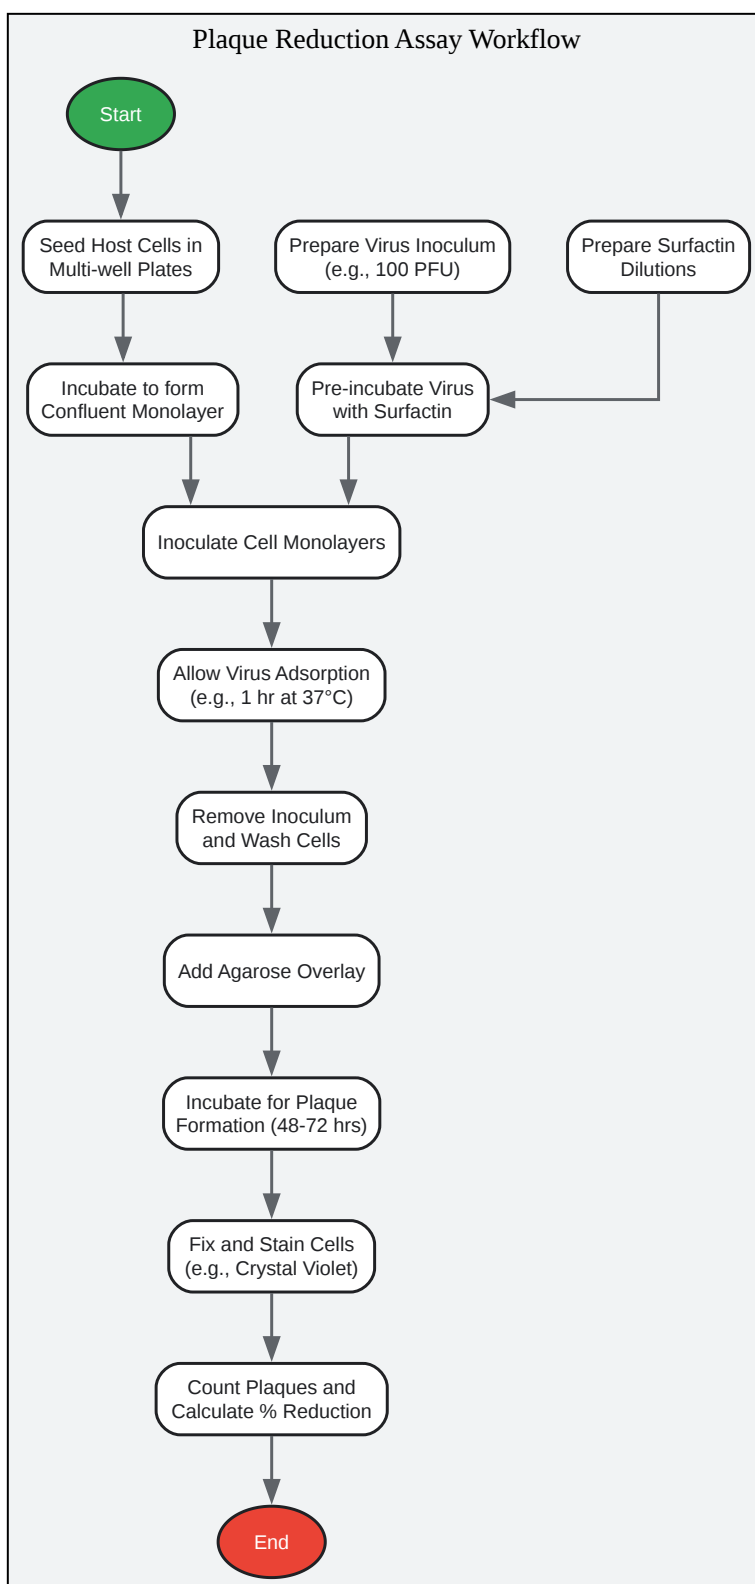 Plaque Reduction Assay Workflow
Start
Seed Host Cells in
Multi-well Plates
Prepare Virus Inoculum
(e.g., 100 PFU)
Prepare Surfactin
Dilutions
Incubate to form
Confluent Monolayer
Pre-incubate Virus
with Surfactin
Inoculate Cell Monolayers
Allow Virus Adsorption
(e.g., 1 hr at 37°C)
Remove Inoculum
and Wash Cells
Add Agarose Overlay
Incubate for Plaque
Formation (48-72 hrs)
Fix and Stain Cells
(e.g., Crystal Violet)
Count Plaques and
Calculate % Reduction
End